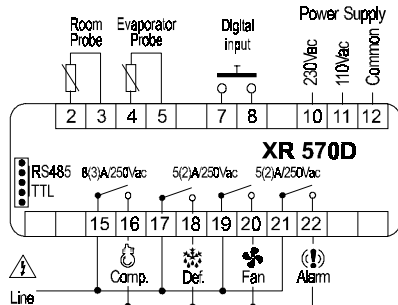 Room Probe
Evaporator Probe
Digital input
Power Supply
230Vac
110Vac
Common
2 3 4 5 7 8 10 11 12
XR 570D
RS485
TTL
8(3)A/250Vac 5(2)A/250Vac 5(2)A/250Vac
15 16 17 18 19 20 21 22
Comp. Def. Fan Alarm
Line